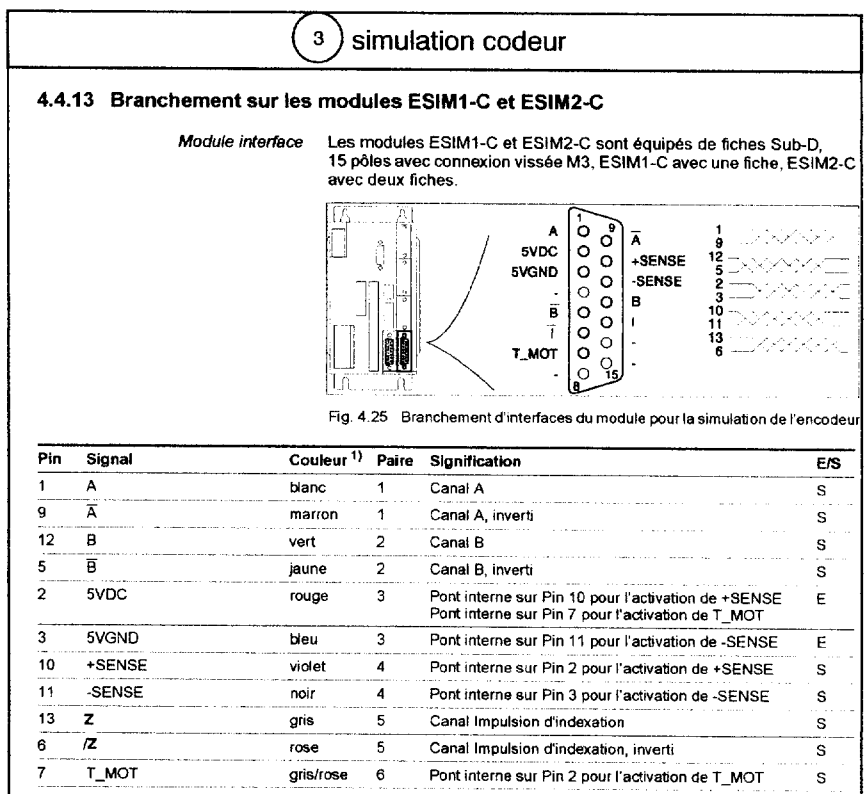 3 simulation codeur
4.4.13 Branchement sur les modules ESIM1-C et ESIM2-C
Module interface
Les modules ESIM1-C et ESIM2-C sont équipés de fiches Sub-D,
15 pôles avec connexion vissée M3, ESIM1-C avec une fiche, ESIM2-C
avec deux fiches.
1 9
A A̅
5VDC +SENSE
5VGND -SENSE
- B
B̅ I
I̅ -
T_MOT -
-
8 15
1
9
12
5
2
3
10
11
13
6
Fig. 4.25 Branchement d'interfaces du module pour la simulation de l'encodeur
Pin Signal Couleur 1) Paire Signification E/S
1 A blanc 1 Canal A S
9 A̅ marron 1 Canal A, inverti S
12 B vert 2 Canal B S
5 B̅ jaune 2 Canal B, inverti S
2 5VDC rouge 3 Pont interne sur Pin 10 pour l'activation de +SENSE E
Pont interne sur Pin 7 pour l'activation de T_MOT
3 5VGND bleu 3 Pont interne sur Pin 11 pour l'activation de -SENSE E
10 +SENSE violet 4 Pont interne sur Pin 2 pour l'activation de +SENSE S
11 -SENSE noir 4 Pont interne sur Pin 3 pour l'activation de -SENSE S
13 Z gris 5 Canal Impulsion d'indexation S
6 /Z rose 5 Canal Impulsion d'indexation, inverti S
7 T_MOT gris/rose 6 Pont interne sur Pin 2 pour l'activation de T_MOT S